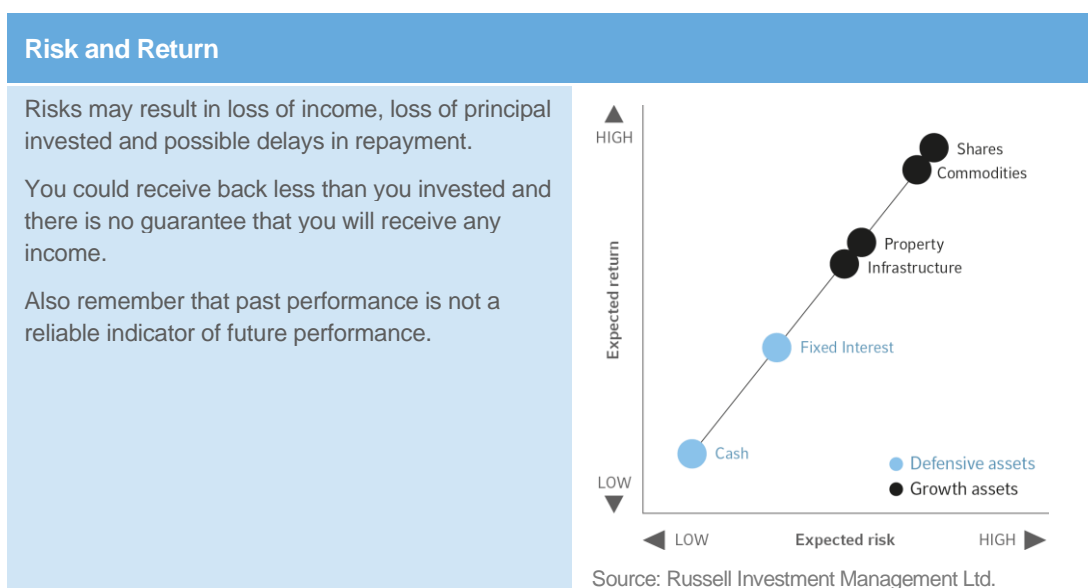 Risk and Return
Risks may result in loss of income, loss of principal
invested and possible delays in repayment.
You could receive back less than you invested and
there is no guarantee that you will receive any
income.
Also remember that past performance is not a
reliable indicator of future performance.
HIGH
Shares
Commodities
Property
Infrastructure
Expected return
Fixed Interest
Cash
Defensive assets
LOW
Growth assets
LOW
Expected risk
HIGH
Source: Russell Investment Management Ltd.